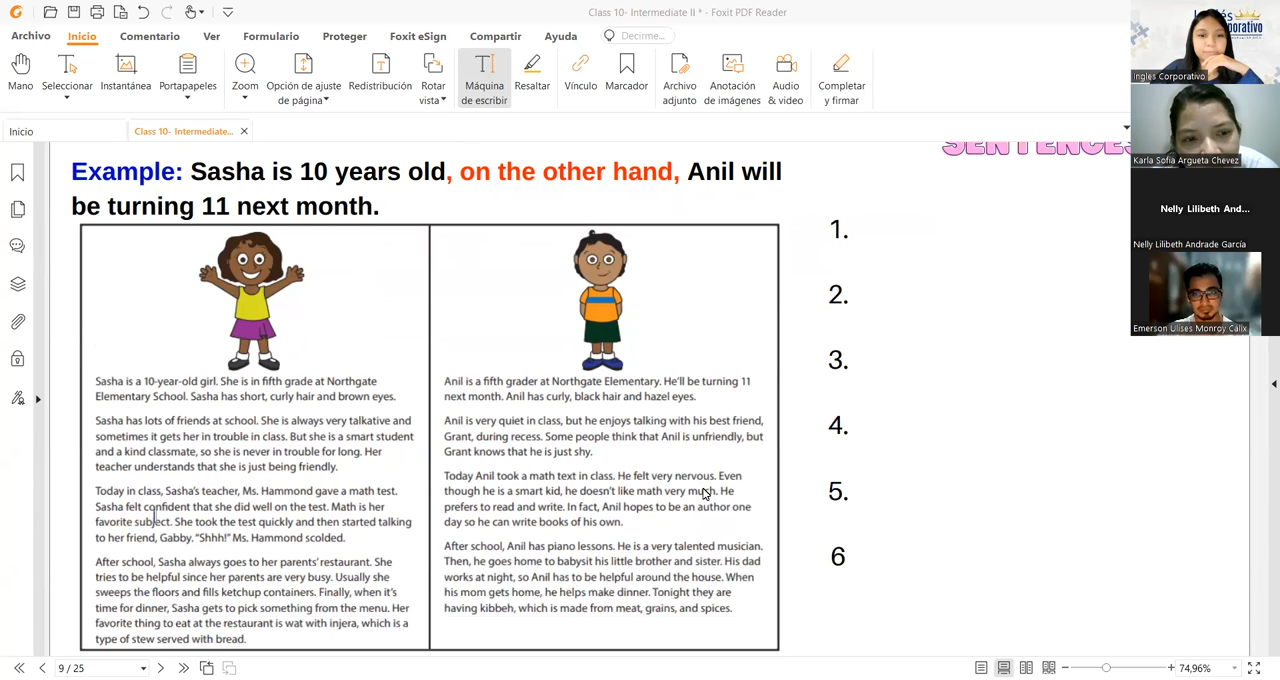 Class 10- Intermediate II * - Foxit PDF Reader
Archivo Inicio Comentario Ver Formulario Proteger Foxit eSign Compartir Ayuda Decirme...
Mano Seleccionar Instantánea Portapapeles Zoom Opción de ajuste de página Redistribución Rotar vista Máquina de escribir Resaltar Vínculo Marcador Archivo adjunto Anotación de imágenes Audio & video Completar y firmar
Inicio Class 10- Intermediate...
Ingles Corporativo
Karla Sofia Argueta Chevez
Nelly Lilibeth And...
Nelly Lilibeth Andrade García
Emerson Ulises Monroy Calix
SENTENCES
Example: Sasha is 10 years old, on the other hand, Anil will
be turning 11 next month.
Sasha is a 10-year-old girl. She is in fifth grade at Northgate
Elementary School. Sasha has short, curly hair and brown eyes.
Sasha has lots of friends at school. She is always very talkative and
sometimes it gets her in trouble in class. But she is a smart student
and a kind classmate, so she is never in trouble for long. Her
teacher understands that she is just being friendly.
Today in class, Sasha's teacher, Ms. Hammond gave a math test.
Sasha felt confident that she did well on the test. Math is her
favorite subject. She took the test quickly and then started talking
to her friend, Gabby. "Shhh!" Ms. Hammond scolded.
After school, Sasha always goes to her parents' restaurant. She
tries to be helpful since her parents are very busy. Usually she
sweeps the floors and fills ketchup containers. Finally, when it's
time for dinner, Sasha gets to pick something from the menu. Her
favorite thing to eat at the restaurant is wat with injera, which is a
type of stew served with bread.
Anil is a fifth grader at Northgate Elementary. He'll be turning 11
next month. Anil has curly, black hair and hazel eyes.
Anil is very quiet in class, but he enjoys talking with his best friend,
Grant, during recess. Some people think that Anil is unfriendly, but
Grant knows that he is just shy.
Today Anil took a math text in class. He felt very nervous. Even
though he is a smart kid, he doesn't like math very much. He
prefers to read and write. In fact, Anil hopes to be an author one
day so he can write books of his own.
After school, Anil has piano lessons. He is a very talented musician.
Then, he goes home to babysit his little brother and sister. His dad
works at night, so Anil has to be helpful around the house. When
his mom gets home, he helps make dinner. Tonight they are
having kibbeh, which is made from meat, grains, and spices.
1.
2.
3.
4.
5.
6
9 / 25
74,96%